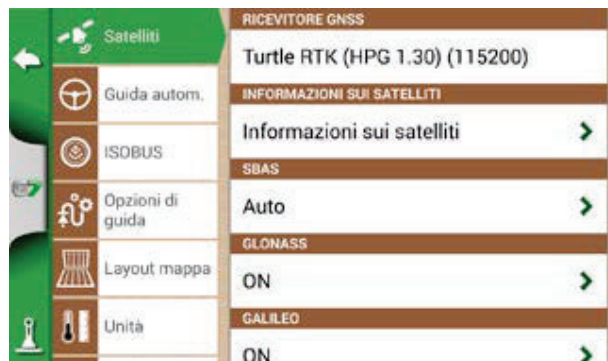 Satelliti
Guida autom.
ISOBUS
Opzioni di
guida
Layout mappa
Unità
RICEVITORE GNSS
Turtle RTK (HPG 1.30) (115200)
INFORMAZIONI SUI SATELLITI
Informazioni sui satelliti
SBAS
Auto
GLONASS
ON
GALILEO
ON